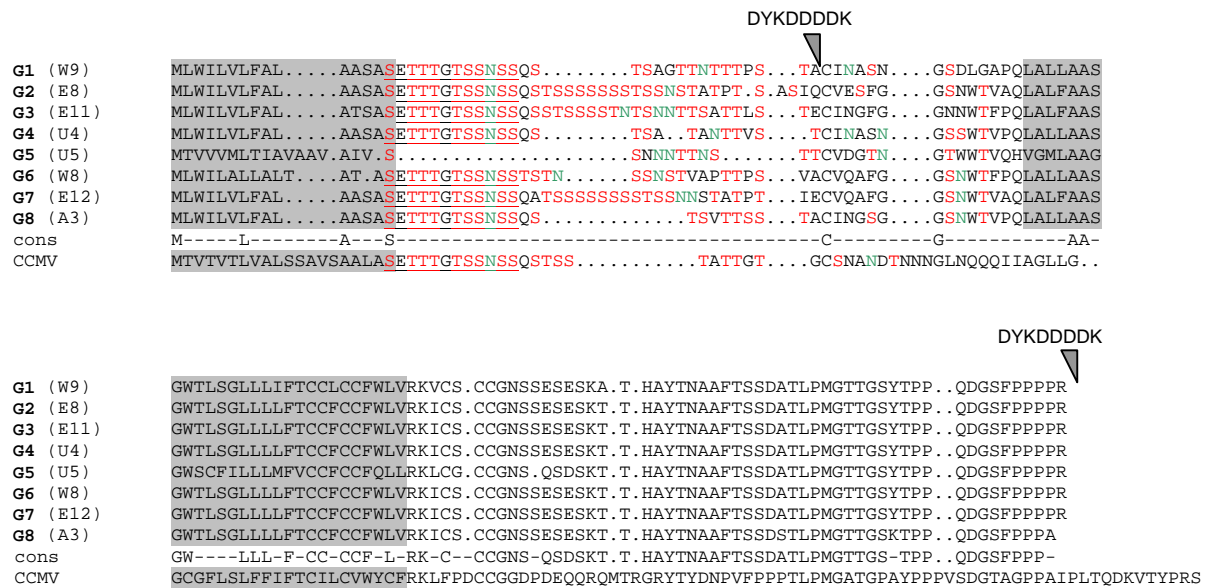 DYKDDDDK
G1 (W9) MLWILVLFAL.....AASASETTTGTSSNSSQS........TSAGTTNTTTPS..TACINASN....GSDLGAPQLALLAAS
G2 (E8) MLWILVLFAL.....AASASETTTGTSSNSSQSTSSSSSSSTSSNSTATPT.S.ASIQCVESFG....GSNWTVAQLALFAAS
G3 (E11) MLWILVLFAL.....ATSASETTTGTSSNSSQSSTSSSSTNTSNNTTSATTLS..TECINGFG....GNNWTFPQLALFAAS
G4 (U4) MLWILVLFAL.....AASASETTTGTSSNSSQS........TSA..TANTTVS...TCINASN....GSSWTVPQLALLAAS
G5 (U5) MTVVVMLTIAVAAV.AIV.S...............SNNNTTNS......TTCVDGTN....GTWWTVQHVGMLAAG
G6 (W8) MLWILALLALT....AT.ASETTTGTSSNSSTSTN......SSNSTVAPTTPS..VACVQAFG....GSNWTFPQLALLAAS
G7 (E12) MLWILVLFAL.....AASASETTTGTSSNSSQATSSSSSSSSTSSNNSTATPT...IECVQAFG....GSNWTVAQLALFAAS
G8 (A3) MLWILVLFAL.....AASASETTTGTSSNSSQS........TSVTTSS...TACINGSG....GSNWTVPQLALLAAS
cons M-----L--------A--S----------------------------------------C----------G-----------AA-
CCMV MTVTVTLVALSSAVSAALASETTTGTSSNSSQSTSS...........TATTGT....GCSNANDTNNNGLNQQQIIAGLLG..
DYKDDDDK
G1 (W9) GWTLSGLLLIFTCCLCCFWLVRKVCS.CCGNSSESESKA.T.HAYTNAAFTSSDATLPMGTTGSYTPP..QDGSFPPPPR
G2 (E8) GWTLSGLLLLFTCCFCCFWLVRKICS.CCGNSSESESKT.T.HAYTNAAFTSSDATLPMGTTGSYTPP..QDGSFPPPPR
G3 (E11) GWTLSGLLLLFTCCFCCFWLVRKICS.CCGNSSESESKT.T.HAYTNAAFTSSDATLPMGTTGSYTPP..QDGSFPPPPR
G4 (U4) GWTLSGLLLLFTCCFCCFWLVRKICS.CCGNSSESESKT.T.HAYTNAAFTSSDATLPMGTTGSYTPP..QDGSFPPPPR
G5 (U5) GWSCFILLLMFVCCFCCFQLLRKLCG.CCGNS.QSDSKT.T.HAYTNAAFTSSDATLPMGTTGSYTPP..QDGSFPPPPR
G6 (W8) GWTLSGLLLLFTCCFCCFWLVRKICS.CCGNSSESESKT.T.HAYTNAAFTSSDATLPMGTTGSYTPP..QDGSFPPPPR
G7 (E12) GWTLSGLLLLFTCCFCCFWLVRKICS.CCGNSSESESKT.T.HAYTNAAFTSSDATLPMGTTGSYTPP..QDGSFPPPPR
G8 (A3) GWTLSGLLLLFTCCFCCFWLVRKICS.CCGNSSESESKT.T.HAYTNAAFTSSDSTLPMGTTGSKTPP..QDGSFPPPPA
cons GW----LLL-F-CC-CCF-L-RK-C--CCGNS-QSDSKT.T.HAYTNAAFTSSDATLPMGTTGS-TPP..QDGSFPPPP-
CCMV GCGFLSLFFIFTCILCVWYCFRKLFPDCCGGDPDEQQRQMTRGRYTYDNPVFPPPTLPMGATGPAYPPPVSDGTAGPPAIPLTQDKVTYPRS